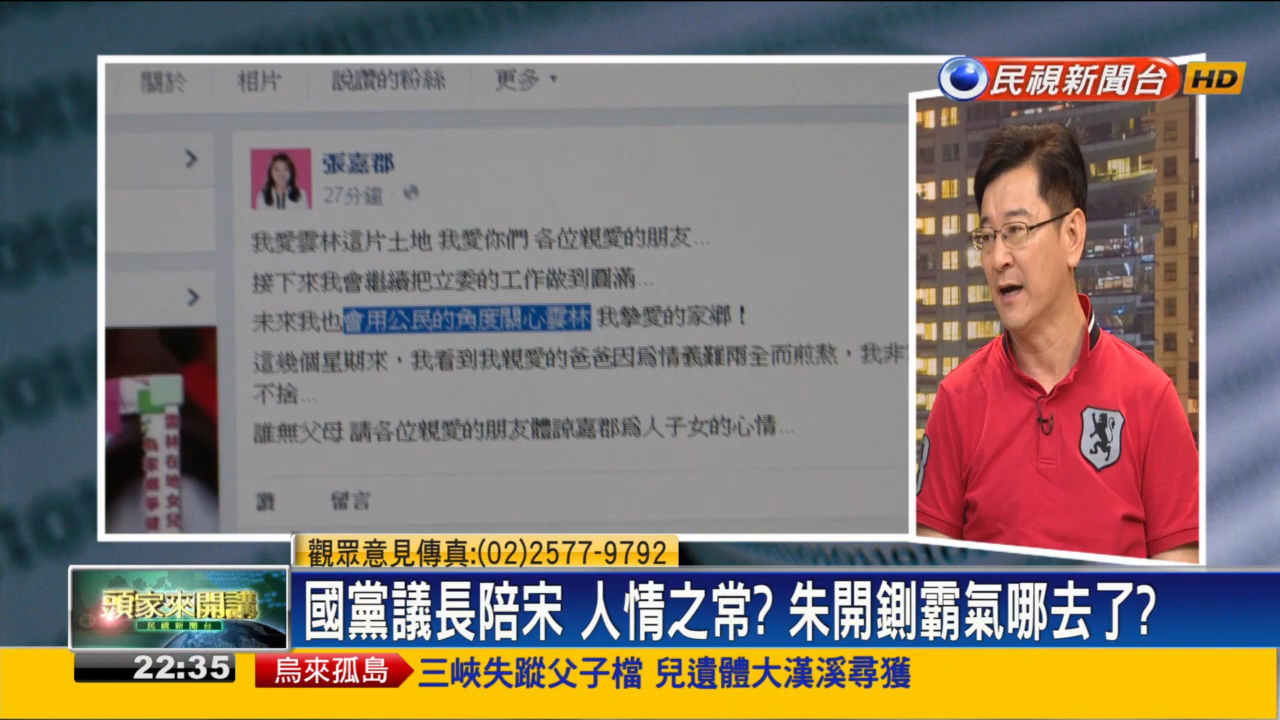 關於 相片 說讚的粉絲 更多
民視新聞台 HD
張嘉郡
27分鐘
我愛雲林這片土地 我愛你們 各位親愛的朋友...
接下來我會繼續把立委的工作做到圓滿...
未來我也會用公民的角度關心雲林 我摯愛的家鄉！
這幾個星期來，我看到我親愛的爸爸因為情義難兩全而煎熬，我非
不捨...
誰無父母 請各位親愛的朋友體諒嘉郡為人子女的心情...
讚 留言
雲林在地女兒
觀眾意見傳真:(02)2577-9792
頭家來開講
民視新聞台
國黨議長陪宋 人情之常? 朱開鍘霸氣哪去了?
22:35
烏來孤島
三峽失蹤父子檔 兒遺體大漢溪尋獲